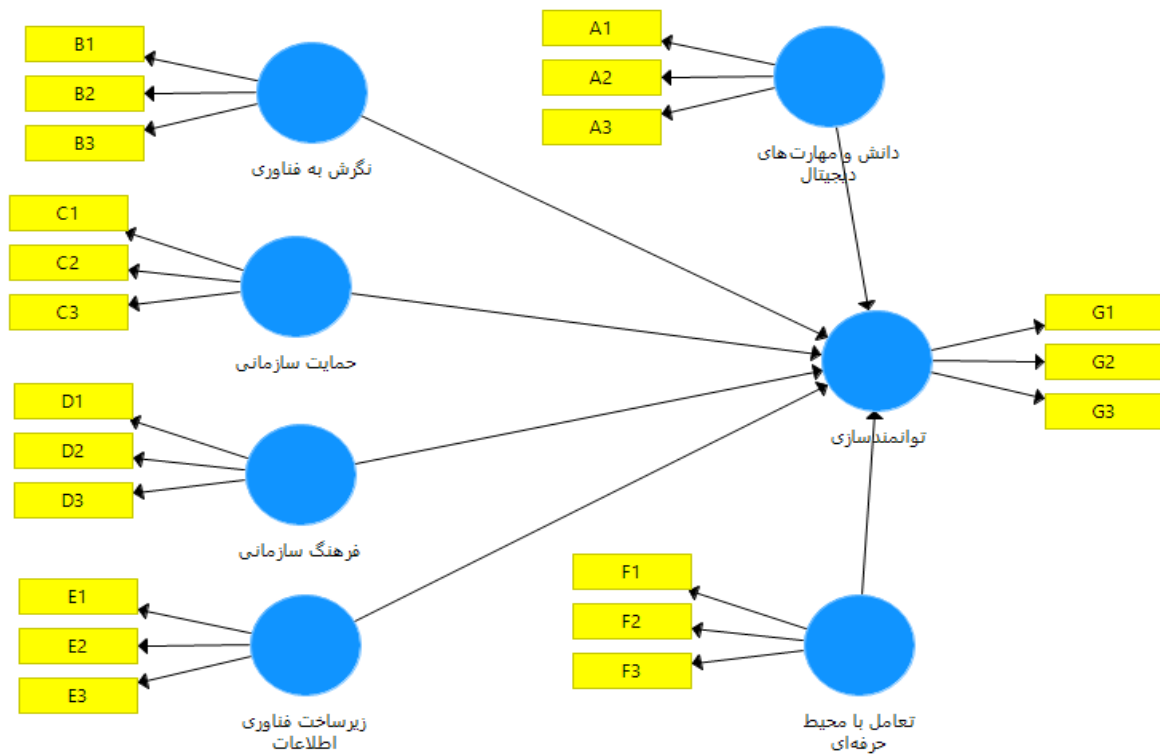 B1
B2
B3
نگرش به فناوری
A1
A2
A3
دانش و مهارت‌های
دیجیتال
C1
C2
C3
حمایت سازمانی
G1
G2
G3
توانمندسازی
D1
D2
D3
فرهنگ سازمانی
E1
E2
E3
زیرساخت فناوری
اطلاعات
F1
F2
F3
تعامل با محیط
حرفه‌ای